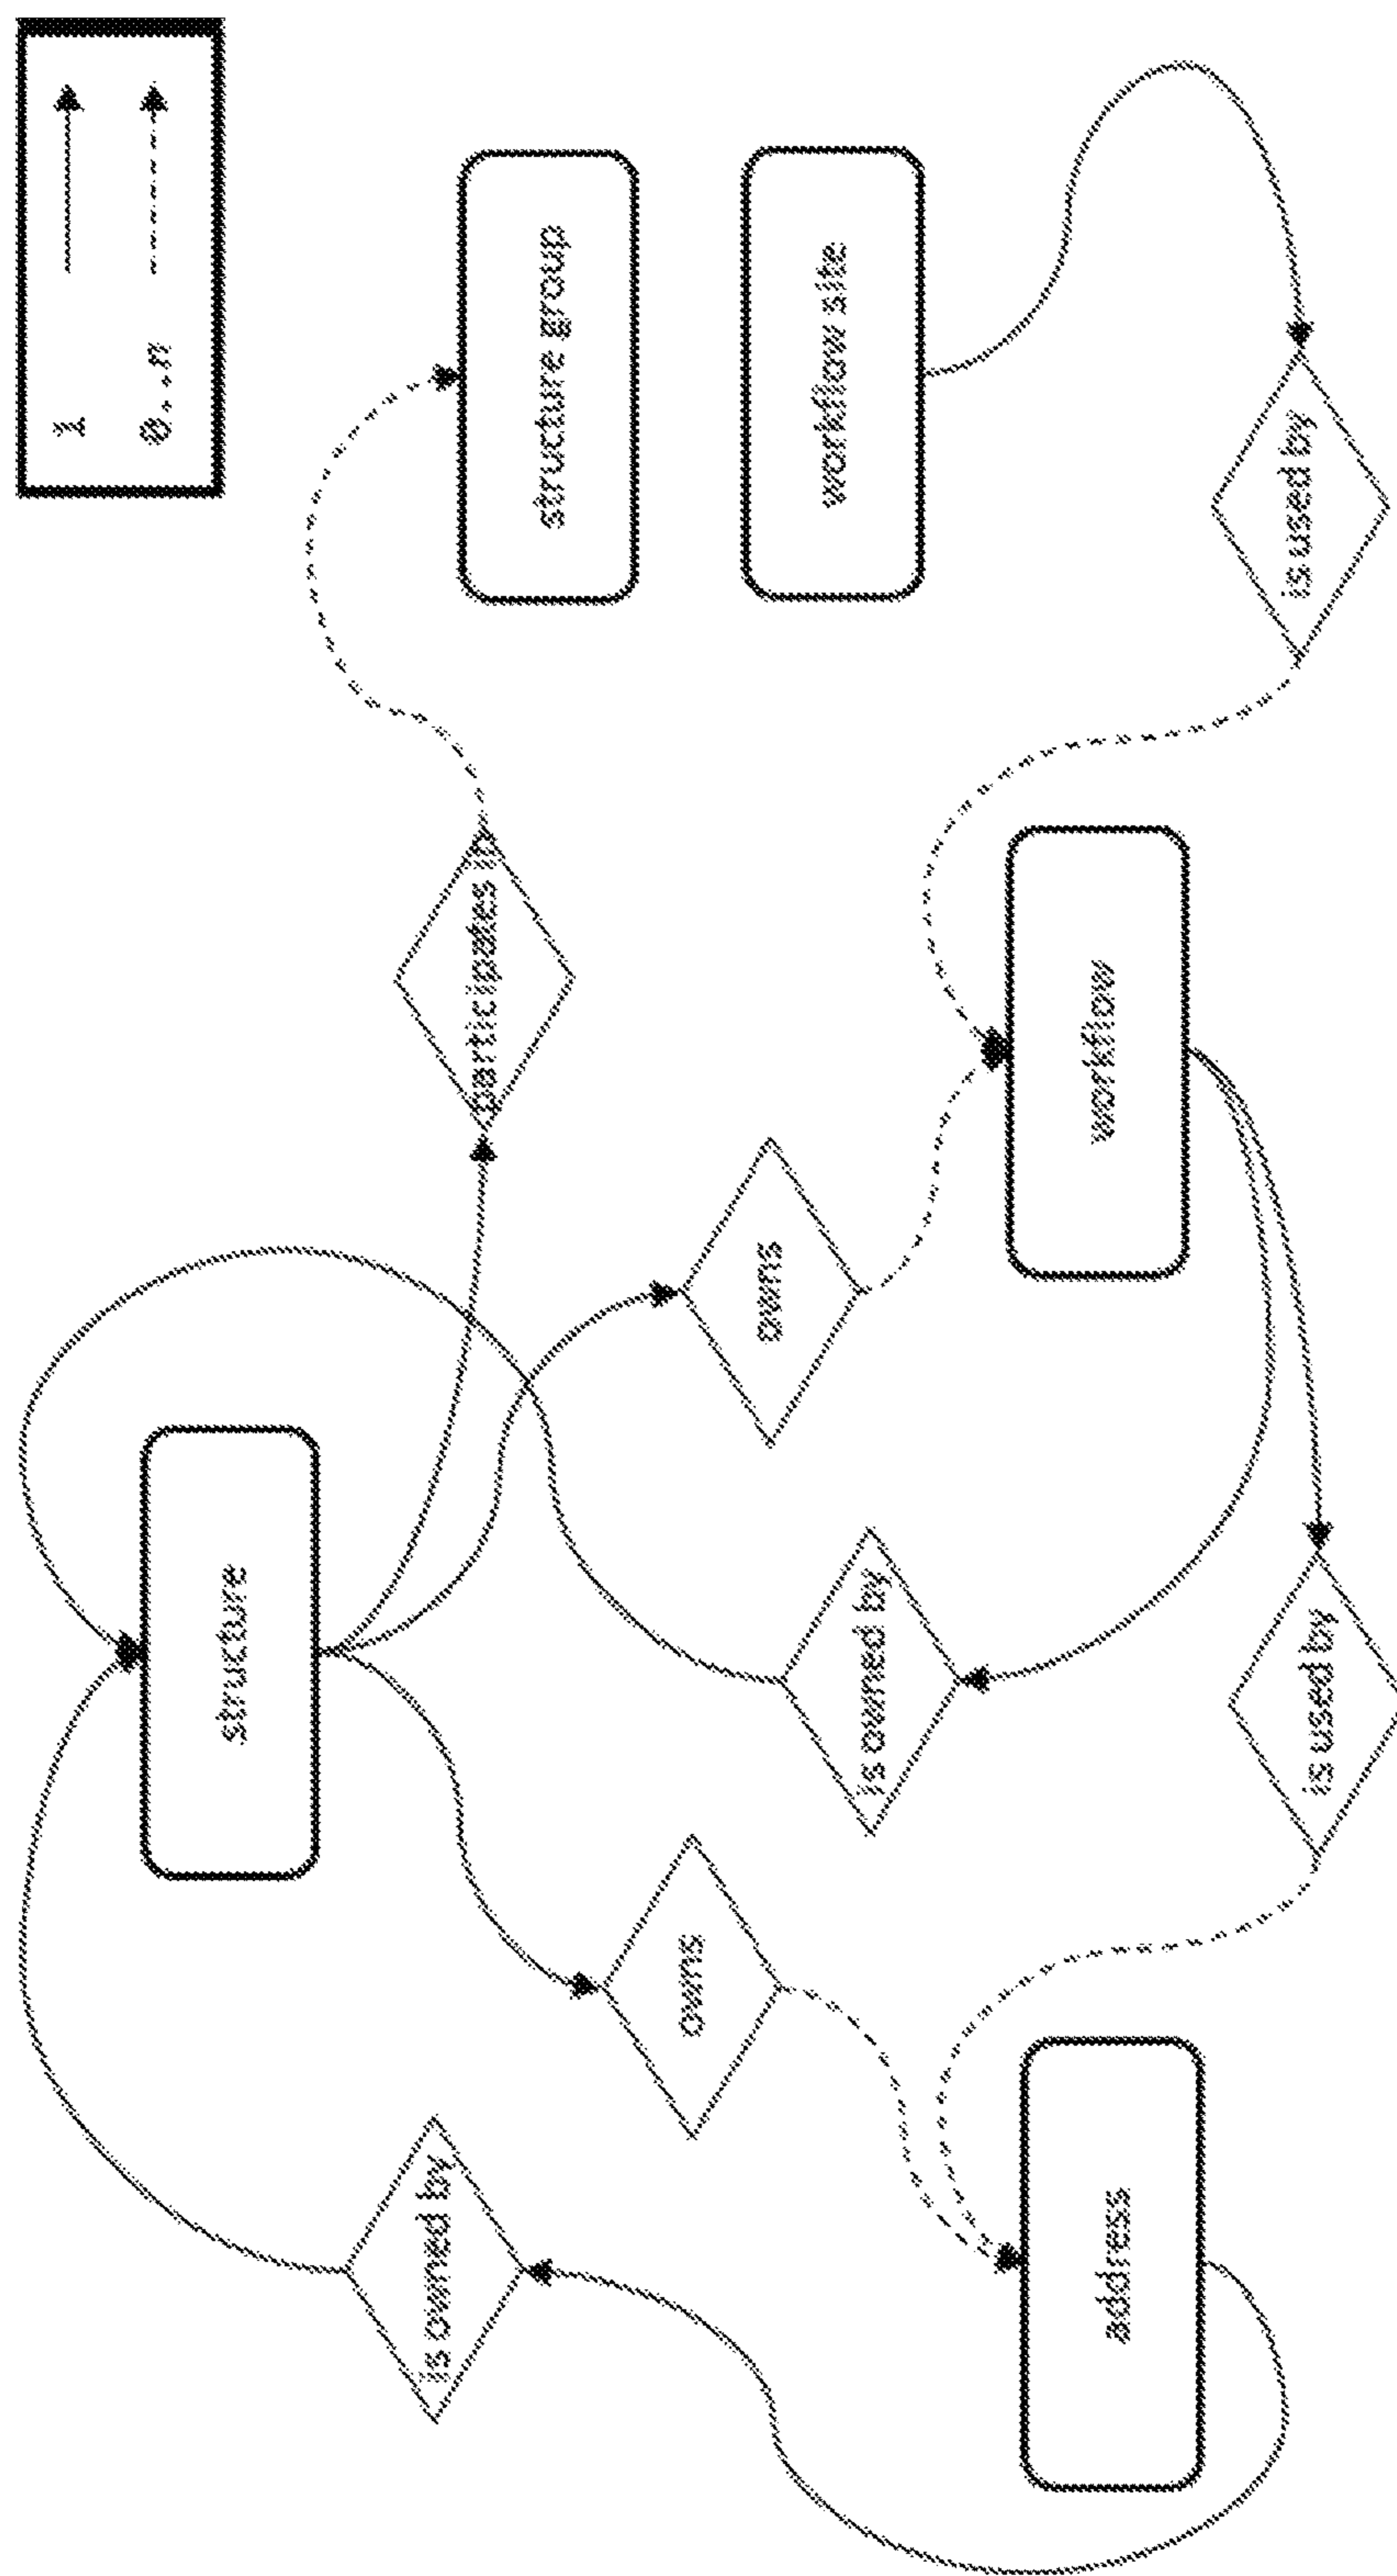 1
0..n
structure
structure group
participates in
is owned by
owns
owns
workflow site
is owned by
address
workflow
is used by
is used by